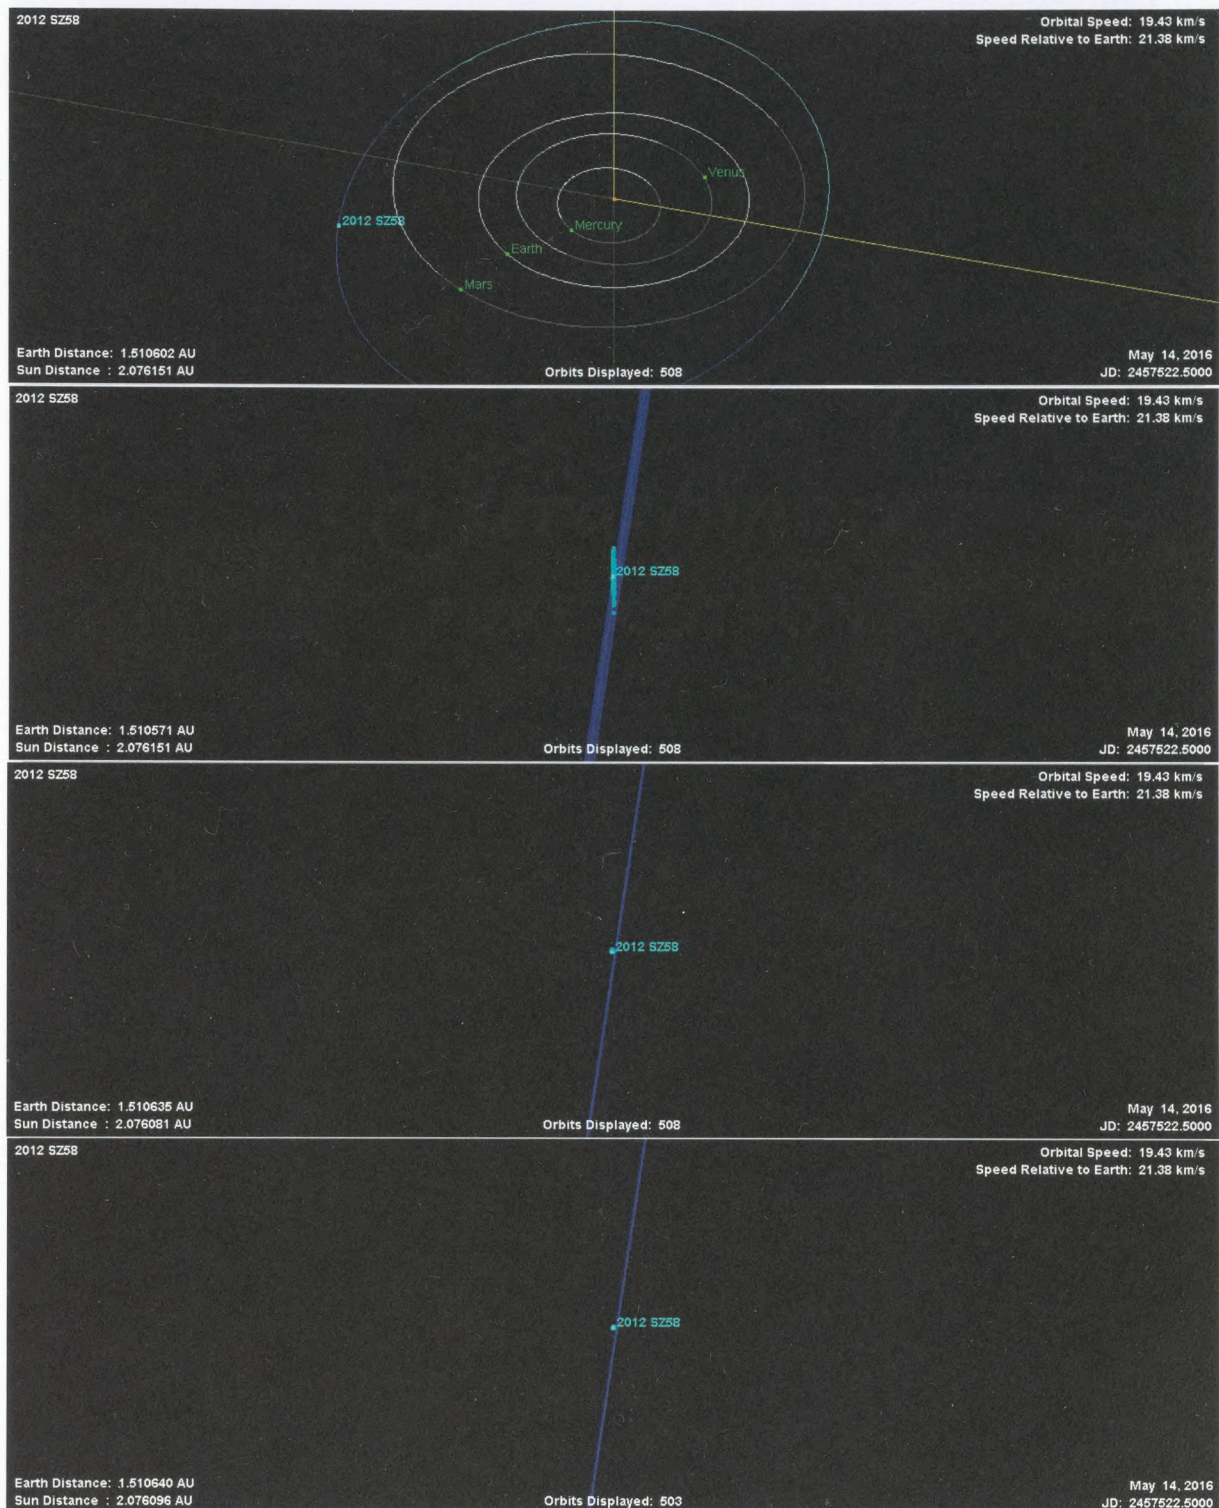 2012 SZ58
Orbital Speed: 19.43 km/s
Speed Relative to Earth: 21.38 km/s
Venus
2012 SZ58
Mercury
Earth
Mars
Earth Distance: 1.510602 AU
Sun Distance : 2.076151 AU
Orbits Displayed: 508
May 14, 2016
JD: 2457522.5000
2012 SZ58
Orbital Speed: 19.43 km/s
Speed Relative to Earth: 21.38 km/s
2012 SZ58
Earth Distance: 1.510571 AU
Sun Distance : 2.076151 AU
Orbits Displayed: 508
May 14, 2016
JD: 2457522.5000
2012 SZ58
Orbital Speed: 19.43 km/s
Speed Relative to Earth: 21.38 km/s
2012 SZ58
Earth Distance: 1.510635 AU
Sun Distance : 2.076081 AU
Orbits Displayed: 508
May 14, 2016
JD: 2457522.5000
2012 SZ58
Orbital Speed: 19.43 km/s
Speed Relative to Earth: 21.38 km/s
2012 SZ58
Earth Distance: 1.510640 AU
Sun Distance : 2.076096 AU
Orbits Displayed: 503
May 14, 2016
JD: 2457522.5000